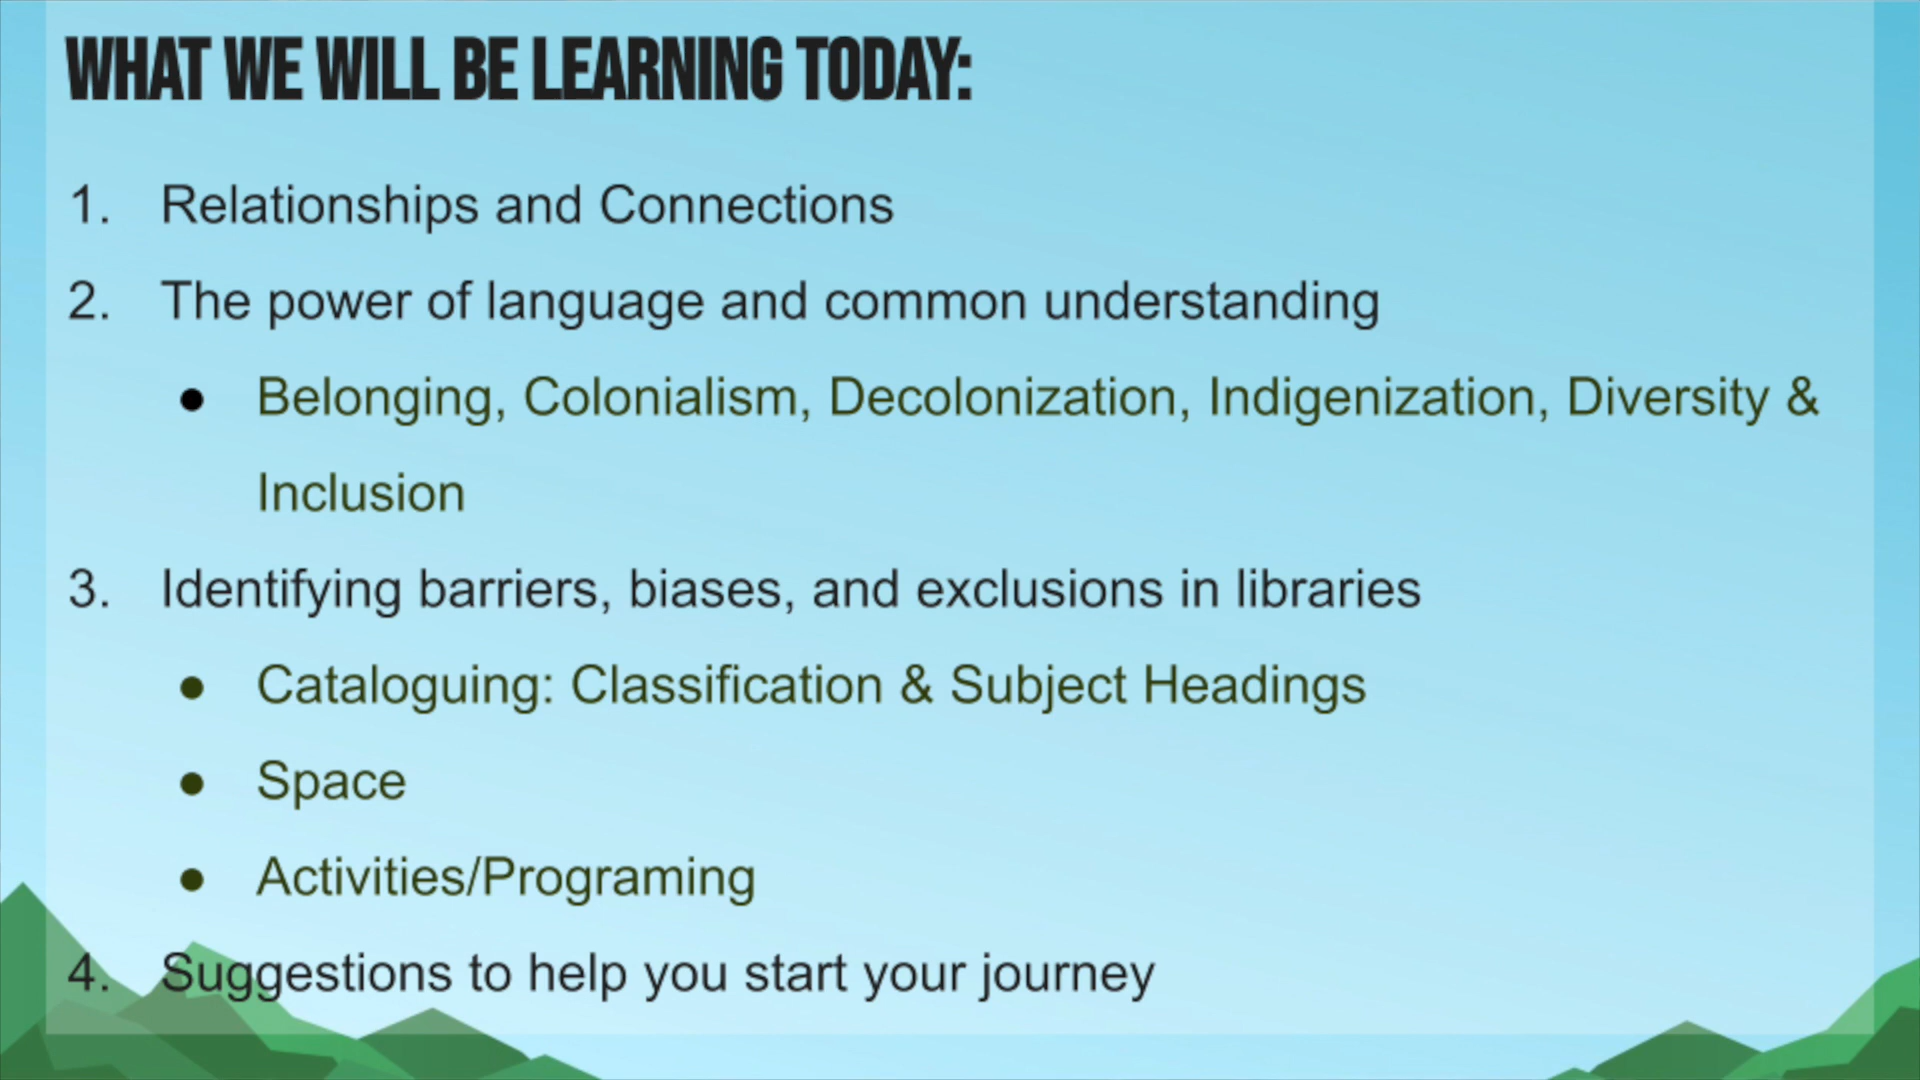 WHAT WE WILL BE LEARNING TODAY:
1. Relationships and Connections
2. The power of language and common understanding
● Belonging, Colonialism, Decolonization, Indigenization, Diversity &
Inclusion
3. Identifying barriers, biases, and exclusions in libraries
● Cataloguing: Classification & Subject Headings
● Space
● Activities/Programing
4. Suggestions to help you start your journey